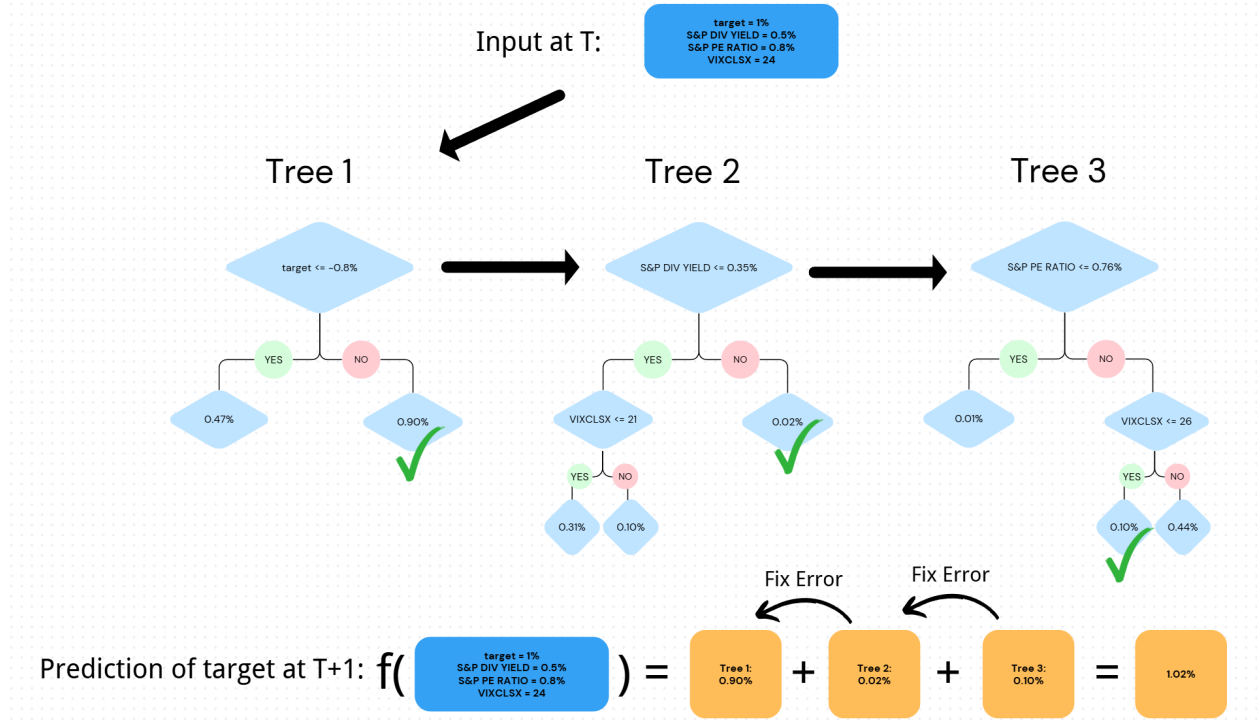 Input at T:
target = 1%
S&P DIV YIELD = 0.5%
S&P PE RATIO = 0.8%
VIXCLSX = 24
Tree 1
Tree 2
Tree 3
target <= -0.8%
S&P DIV YIELD <= 0.35%
S&P PE RATIO <= 0.76%
YES
NO
YES
NO
YES
NO
0.47%
0.90%
VIXCLSX <= 21
0.02%
0.01%
VIXCLSX <= 26
YES
NO
YES
NO
0.31%
0.10%
0.10%
0.44%
Fix Error
Fix Error
Prediction of target at T+1:
f(
target = 1%
S&P DIV YIELD = 0.5%
S&P PE RATIO = 0.8%
VIXCLSX = 24
) =
Tree 1:
0.90%
+
Tree 2:
0.02%
+
Tree 3:
0.10%
=
1.02%